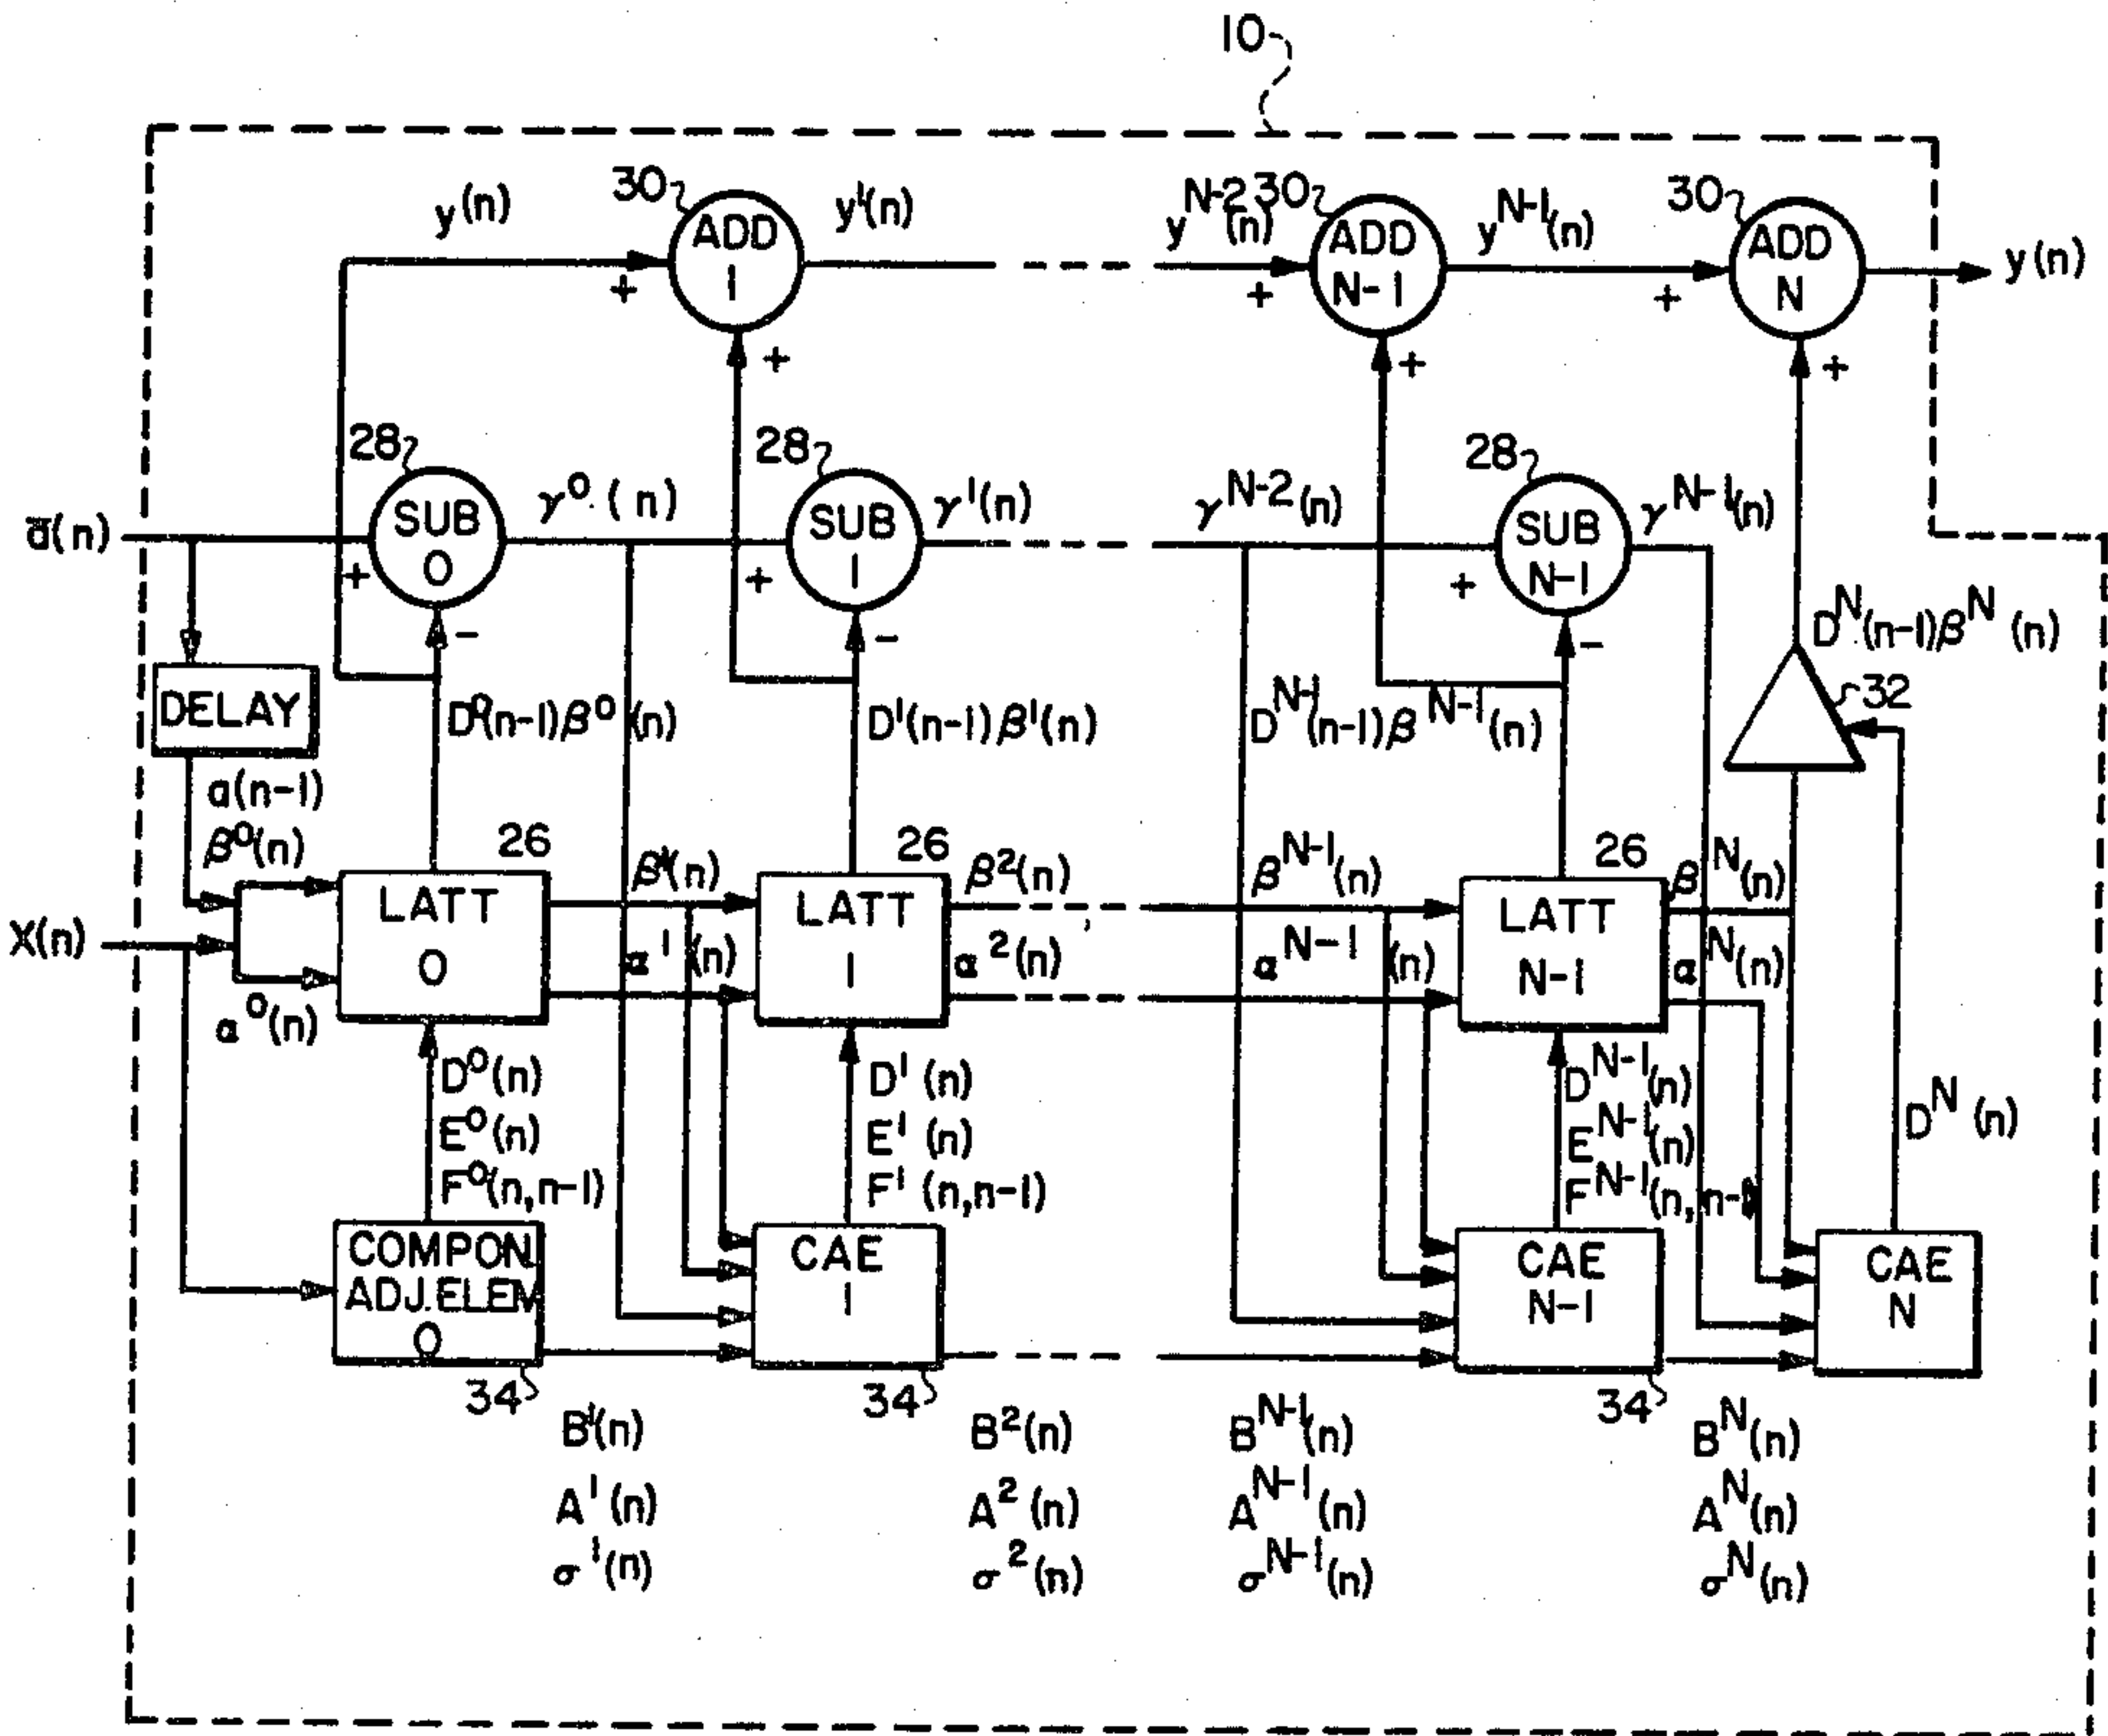 10
30
y(n)
ADD
1
y¹(n)
y^N-2(n)
30
ADD
N-1
y^N-1(n)
30
ADD
N
y(n)
+
+
+
+
+
+
28
SUB
0
γ⁰(n)
28
SUB
1
γ¹(n)
γ^N-2(n)
28
SUB
N-1
γ^N-1(n)
ā(n)
+
+
+
-
-
-
D^N(n-1)β^N(n)
32
DELAY
D⁰(n-1)β⁰(n)
D¹(n-1)β¹(n)
D^N-1(n-1)β^N-1(n)
a(n-1)
β⁰(n)
26
LATT
0
β¹(n)
26
LATT
1
β²(n)
β^N-1(n)
26
LATT
N-1
β^N(n)
X(n)
α⁰(n)
α¹(n)
α²(n)
α^N-1(n)
α^N(n)
D⁰(n)
E⁰(n)
F⁰(n,n-1)
D¹(n)
E¹(n)
F¹(n,n-1)
D^N-1(n)
E^N-1(n)
F^N-1(n,n-1)
D^N(n)
COMPON.
ADJ.ELEM
0
CAE
1
CAE
N-1
CAE
N
34
34
34
B¹(n)
A¹(n)
σ¹(n)
B²(n)
A²(n)
σ²(n)
B^N-1(n)
A^N-1(n)
σ^N-1(n)
B^N(n)
A^N(n)
σ^N(n)